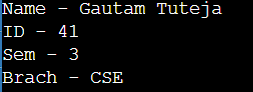 Name - Gautam Tuteja
ID - 41
Sem - 3
Brach - CSE